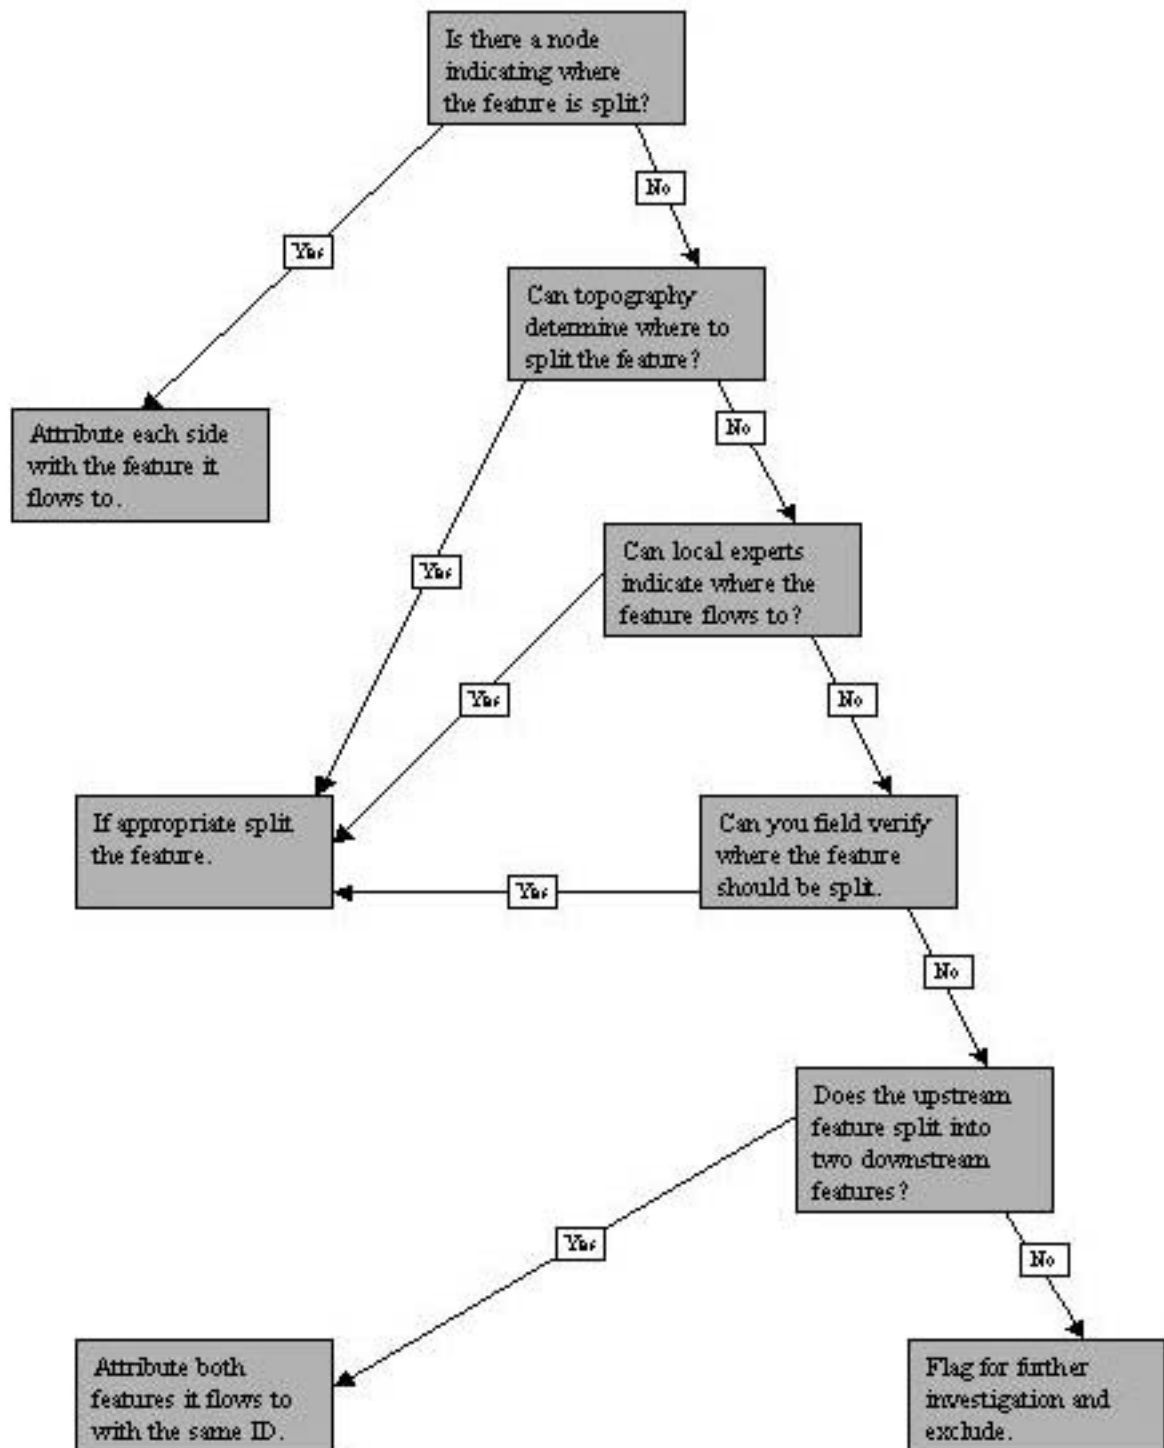 Is there a node
indicating where
the feature is split?
No
Yes
Can topography
determine where to
split the feature?
Attribute each side
with the feature it
flows to.
No
Can local experts
indicate where the
feature flows to?
Yes
Yes
No
If appropriate split
the feature.
Can you field verify
where the feature
should be split.
Yes
No
Does the upstream
feature split into
two downstream
features?
Yes
No
Attribute both
features it flows to
with the same ID.
Flag for further
investigation and
exclude.